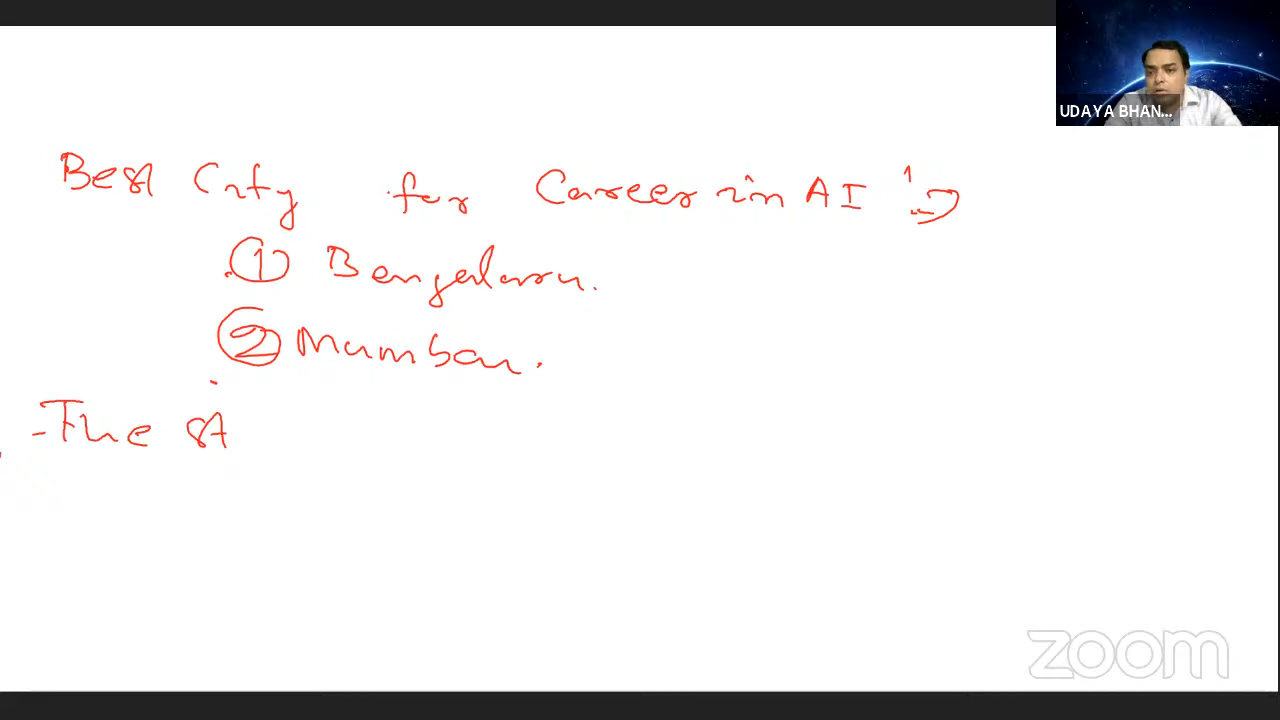 UDAYA BHAN...
Best City for Career in AI :-
① Bengaluru.
② Mumbai.
- The st
zoom